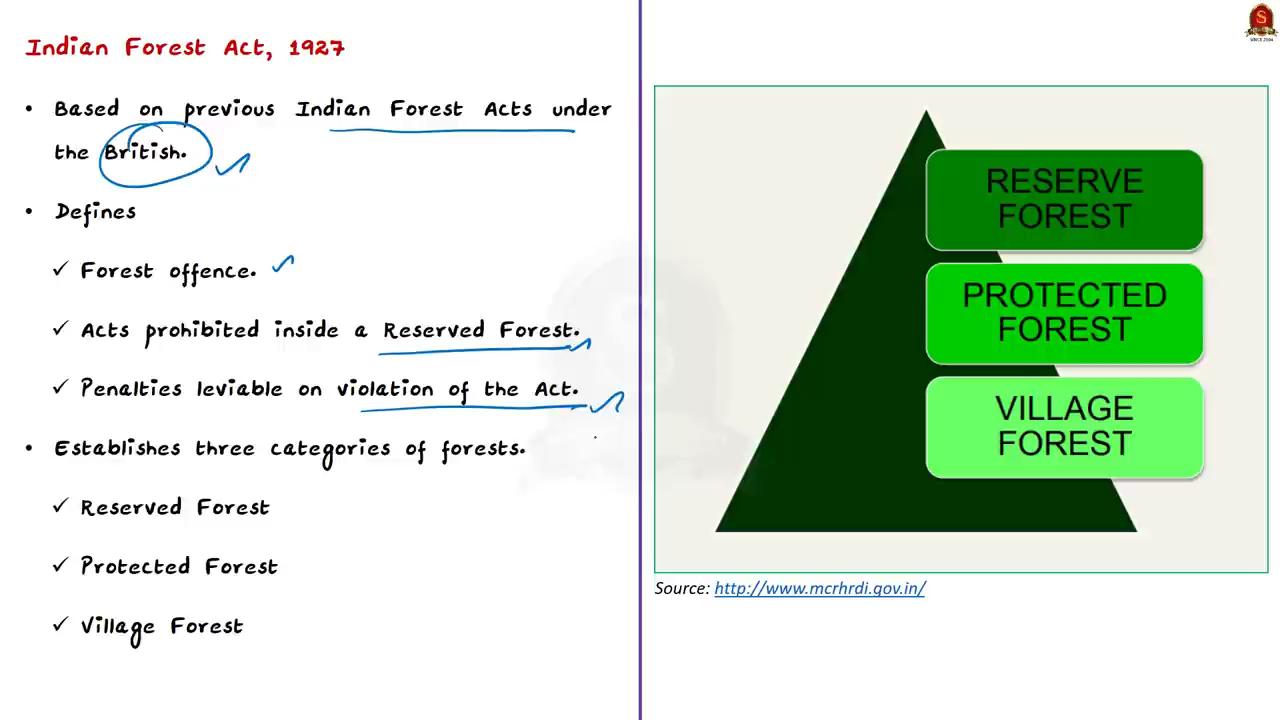 Indian Forest Act, 1927
• Based on previous Indian Forest Acts under
the British.
• Defines
✓ Forest offence.
✓ Acts prohibited inside a Reserved Forest.
✓ Penalties leviable on violation of the Act.
• Establishes three categories of forests.
✓ Reserved Forest
✓ Protected Forest
✓ Village Forest
S
SINCE 2004
RESERVE
FOREST
PROTECTED
FOREST
VILLAGE
FOREST
Source: http://www.mcrhrdi.gov.in/